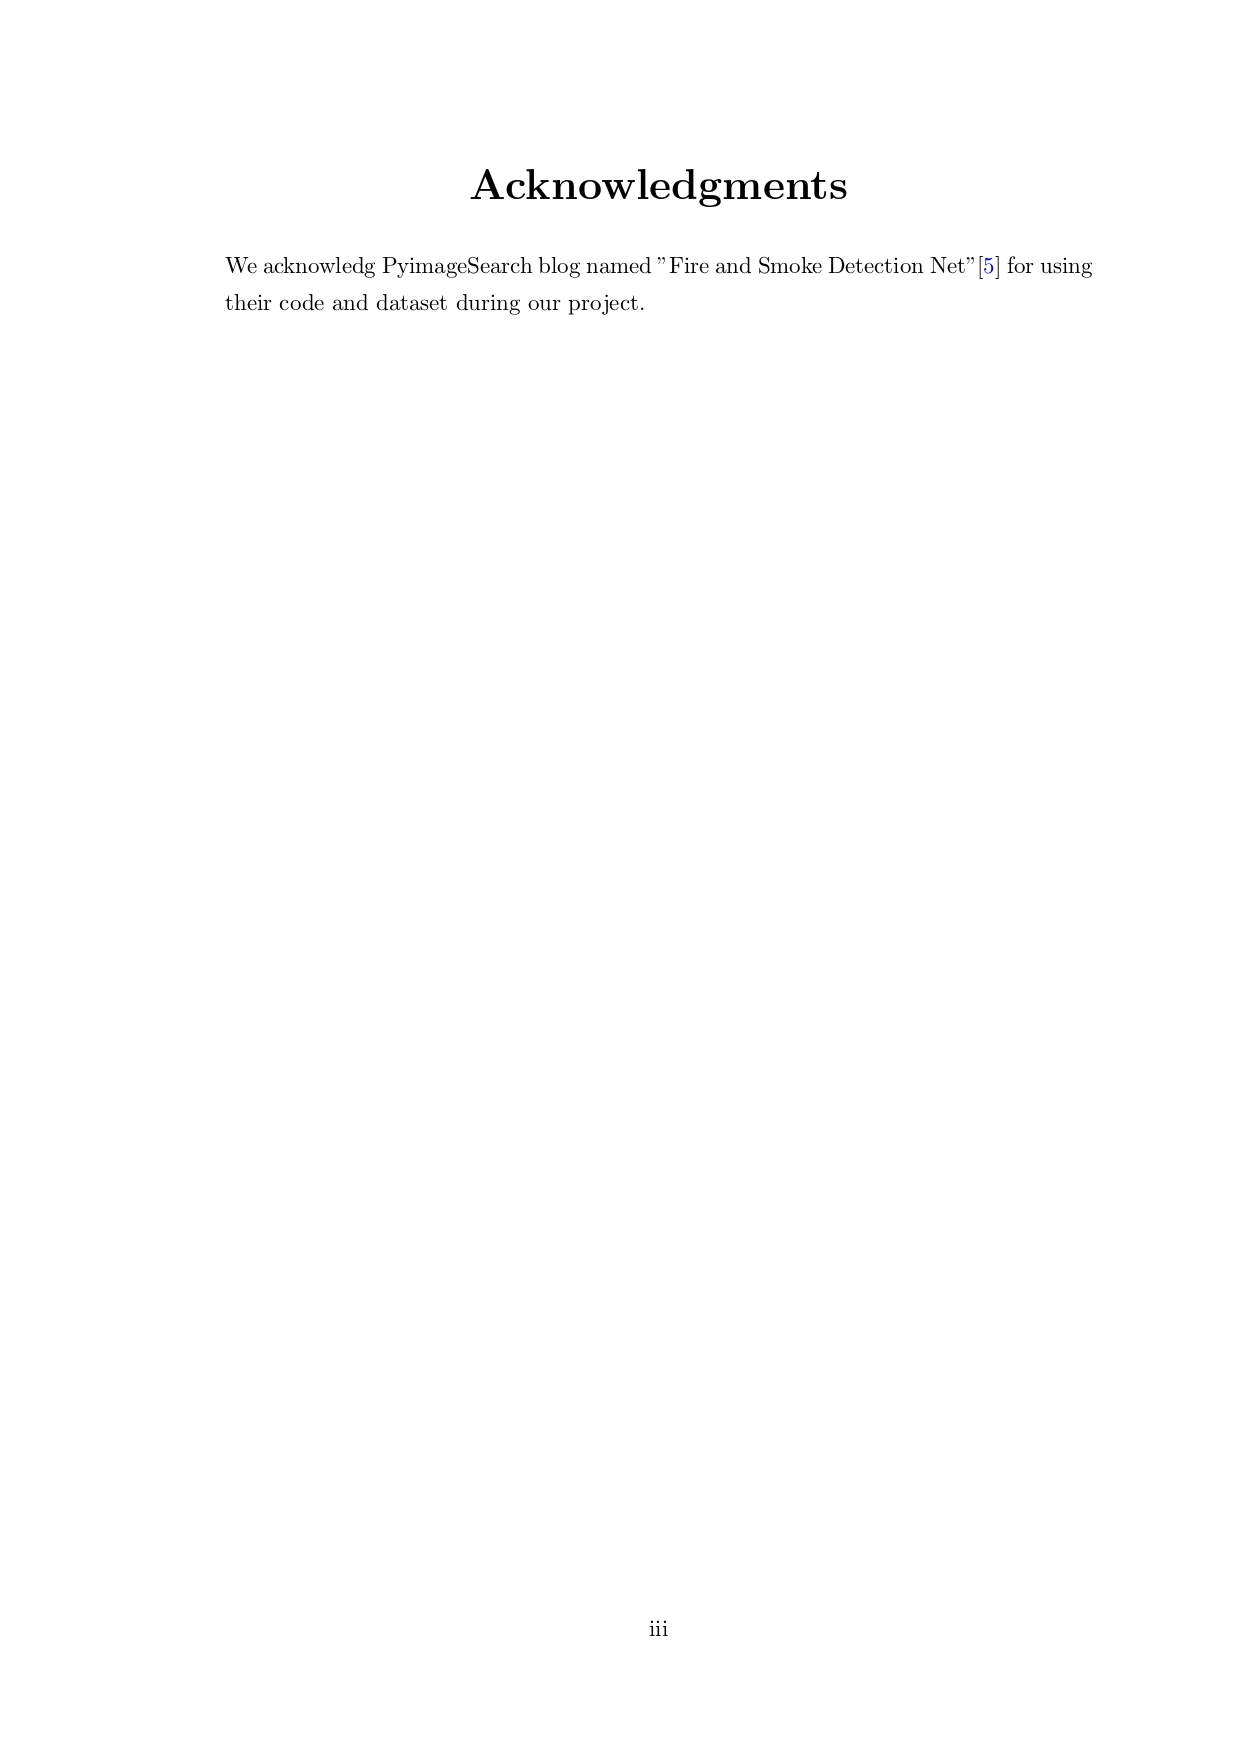 Acknowledgments
We acknowledg PyimageSearch blog named ”Fire and Smoke Detection Net”[5] for using
their code and dataset during our project.
iii